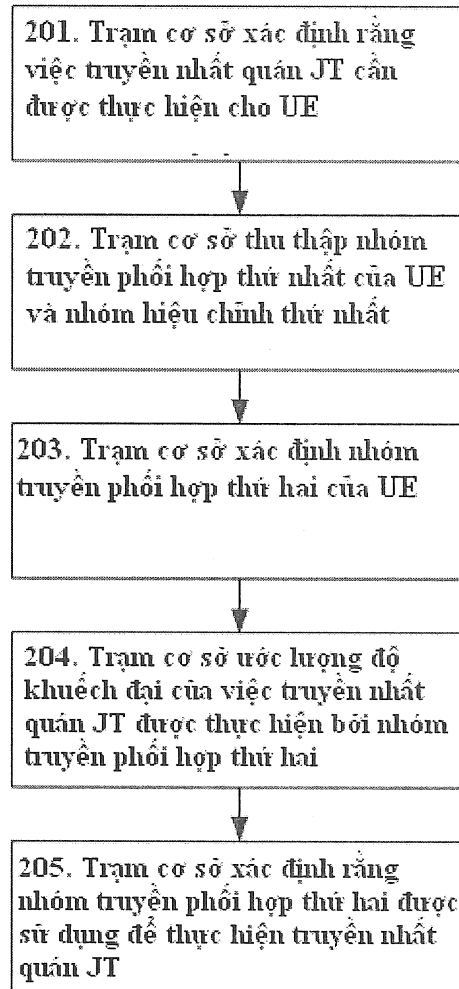 201. Trạm cơ sở xác định rằng
việc truyền nhất quán JT cần
được thực hiện cho UE
202. Trạm cơ sở thu thập nhóm
truyền phối hợp thứ nhất của UE
và nhóm hiệu chỉnh thứ nhất
203. Trạm cơ sở xác định nhóm
truyền phối hợp thứ hai của UE
204. Trạm cơ sở ước lượng độ
khuếch đại của việc truyền nhất
quán JT được thực hiện bởi nhóm
truyền phối hợp thứ hai
205. Trạm cơ sở xác định rằng
nhóm truyền phối hợp thứ hai được
sử dụng để thực hiện truyền nhất
quán JT